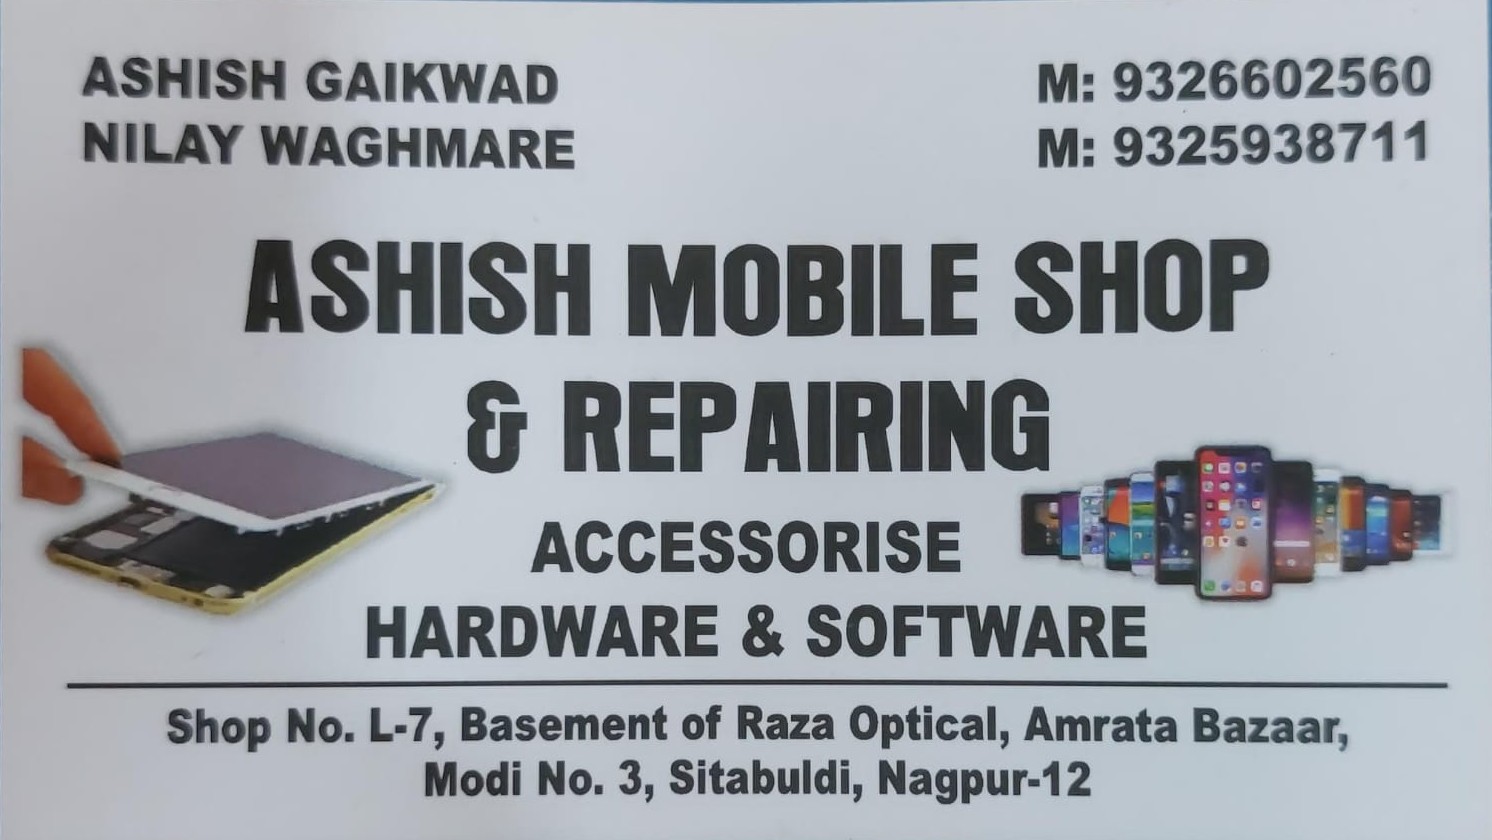 ASHISH GAIKWAD M: 9326602560
NILAY WAGHMARE M: 9325938711
ASHISH MOBILE SHOP
& REPAIRING
ACCESSORISE
HARDWARE & SOFTWARE
Shop No. L-7, Basement of Raza Optical, Amrata Bazaar,
Modi No. 3, Sitabuldi, Nagpur-12